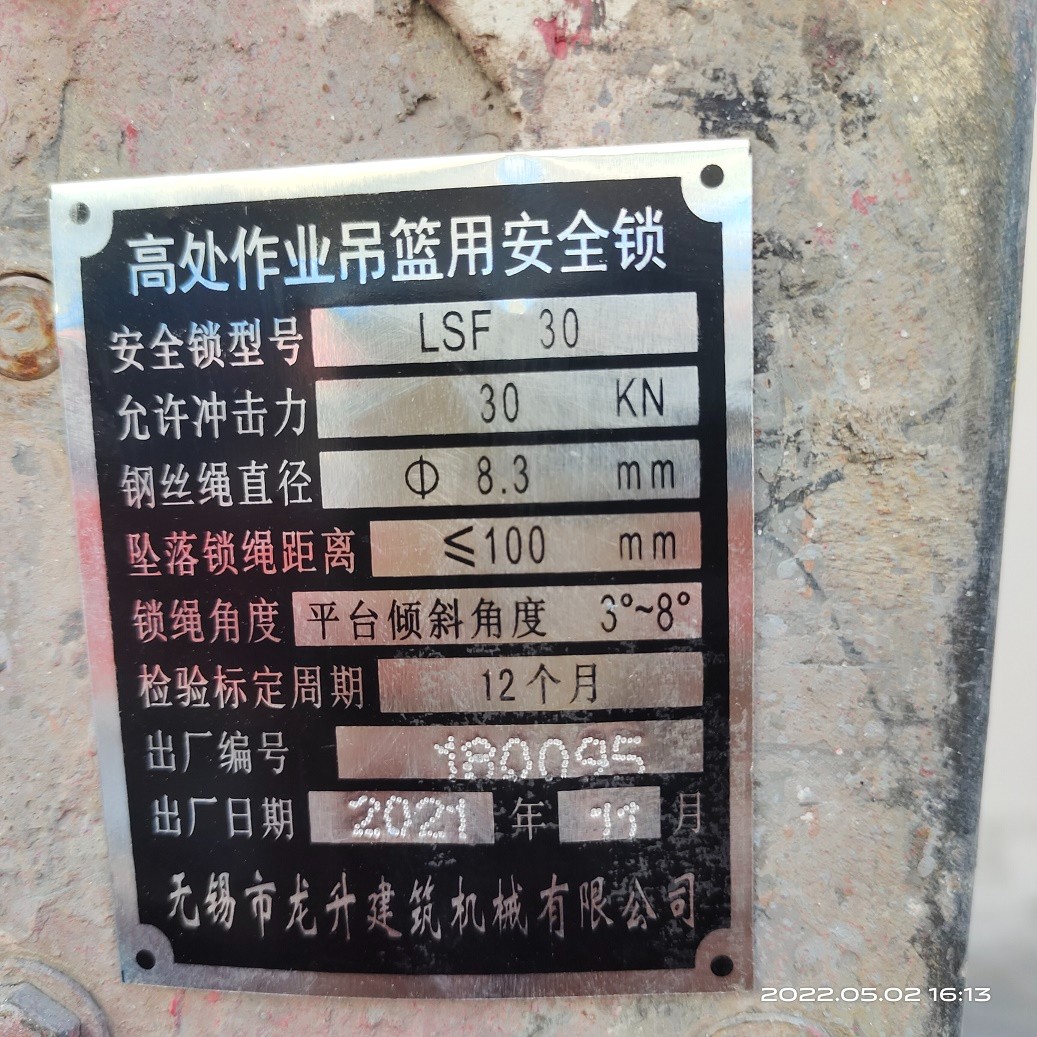 高处作业吊篮用安全锁
安全锁型号 LSF 30
允许冲击力 30 KN
钢丝绳直径 Φ 8.3 mm
坠落锁绳距离 ≤100 mm
锁绳角度 平台倾斜角度 3°~8°
检验标定周期 12个月
出厂编号 180095
出厂日期 2021 年 11 月
无锡市龙升建筑机械有限公司
2022.05.02 16:13